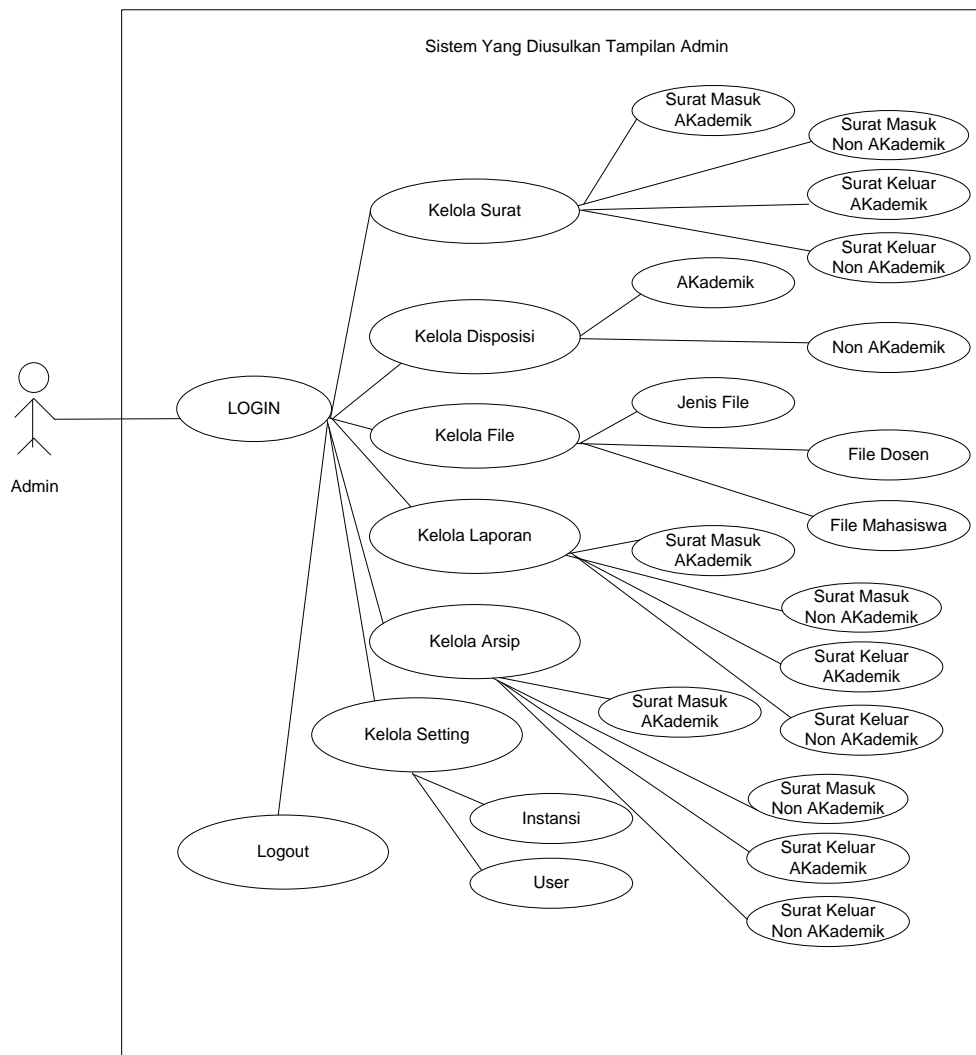 Sistem Yang Diusulkan Tampilan Admin
Surat Masuk
AKademik
Surat Masuk
Non AKademik
Kelola Surat
Surat Keluar
AKademik
Surat Keluar
Non AKademik
AKademik
Kelola Disposisi
Non AKademik
LOGIN
Jenis File
Kelola File
File Dosen
Admin
File Mahasiswa
Kelola Laporan
Surat Masuk
AKademik
Surat Masuk
Non AKademik
Kelola Arsip
Surat Keluar
AKademik
Surat Masuk
AKademik
Surat Keluar
Non AKademik
Kelola Setting
Surat Masuk
Non AKademik
Instansi
Logout
Surat Keluar
AKademik
User
Surat Keluar
Non AKademik